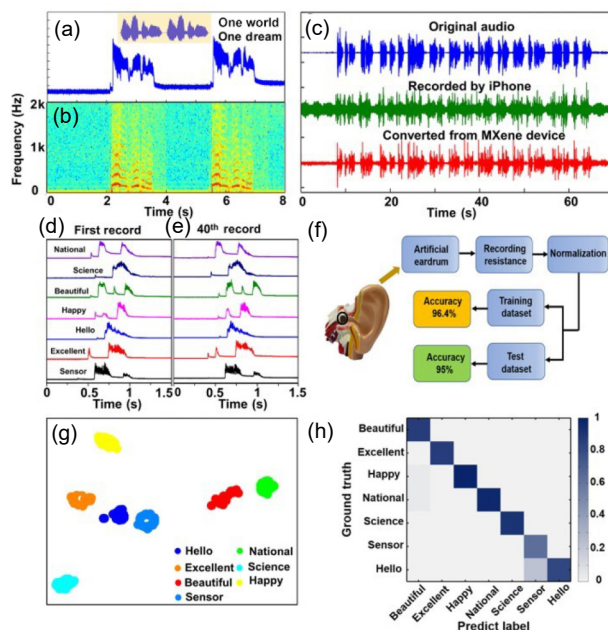 (a)
One world
One dream
(b)
Frequency (Hz)
2k
1k
0
0 2 4 6 8
Time (s)
(c)
Original audio
Recorded by iPhone
Converted from MXene device
0 20 40 60
Time (s)
(d) First record
National
Science
Beautiful
Happy
Hello
Excellent
Sensor
0 0.5 1 1.5
Time (s)
(e) 40th record
0 0.5 1 1.5
Time (s)
(f)
Artificial
eardrum
Recording
resistance
Normalization
Accuracy
96.4%
Training
dataset
Accuracy
95%
Test
dataset
(g)
Hello
Excellent
Beautiful
Sensor
National
Science
Happy
(h)
Ground truth
Beautiful
Excellent
Happy
National
Science
Sensor
Hello
Beautiful
Excellent
Happy
National
Science
Sensor
Hello
Predict label
1
0.8
0.6
0.4
0.2
0